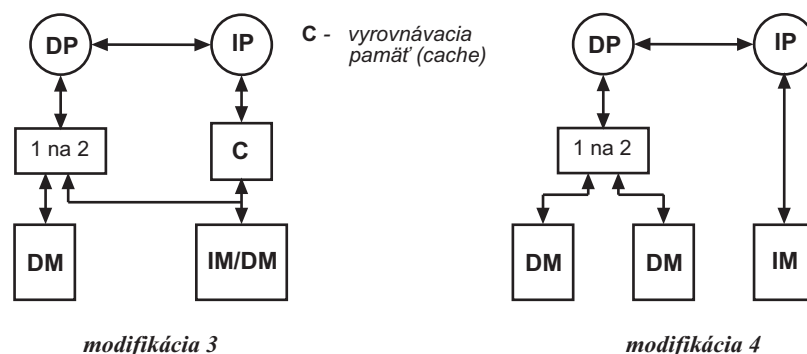 DP
IP
C - vyrovnávacia
pamäť (cache)
1 na 2
C
DM
IM/DM
modifikácia 3
DP
IP
1 na 2
DM
DM
IM
modifikácia 4